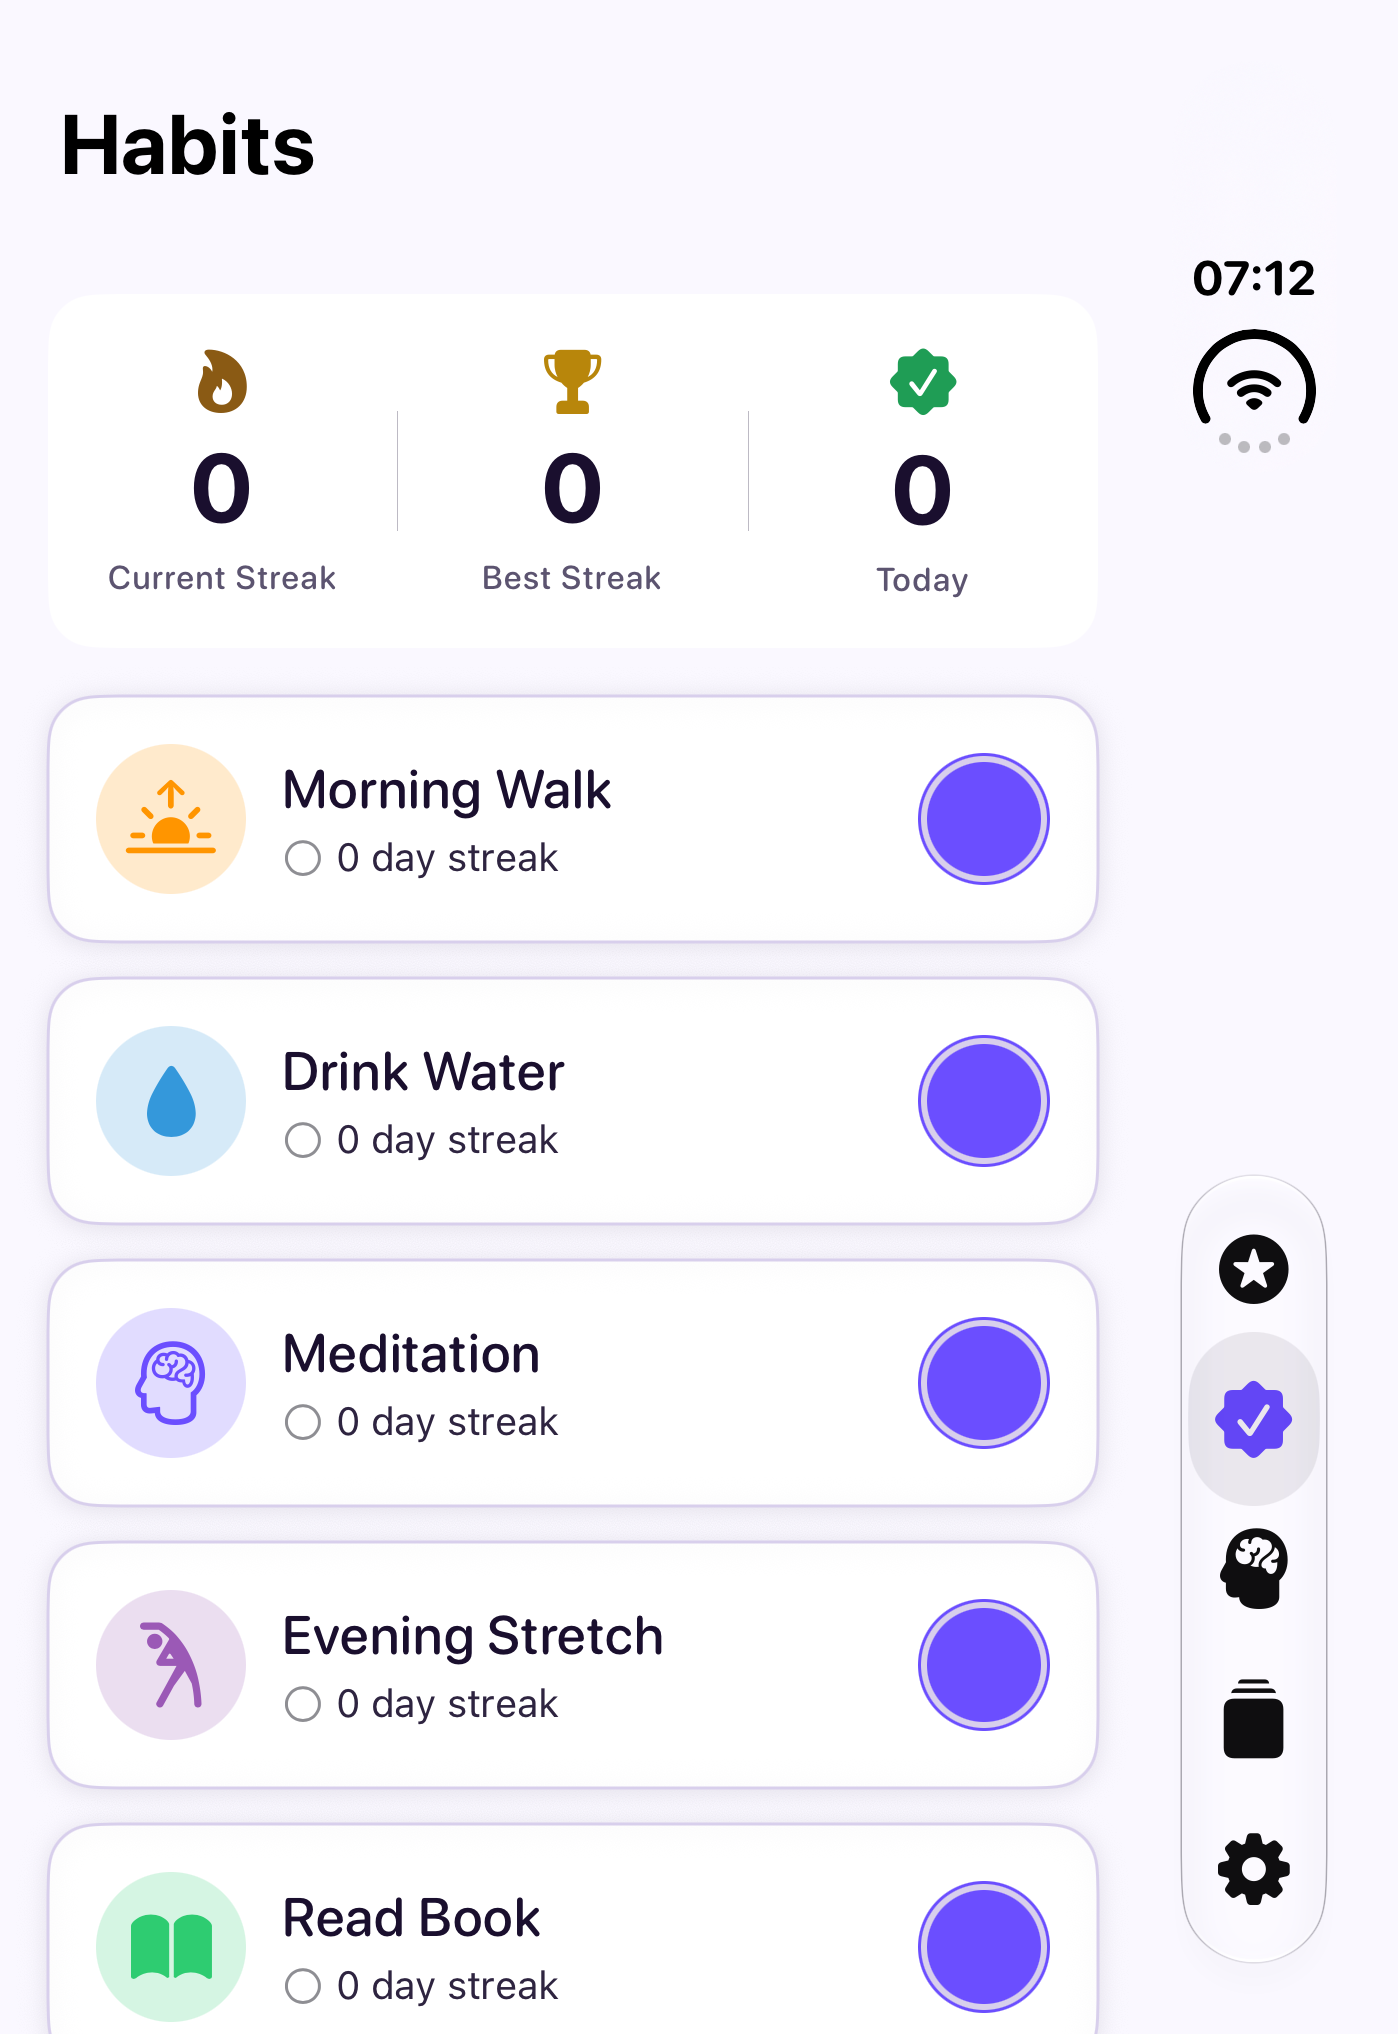 Habits
07:12
0
Current Streak
0
Best Streak
0
Today
Morning Walk
0 day streak
Drink Water
0 day streak
Meditation
0 day streak
Evening Stretch
0 day streak
Read Book
0 day streak